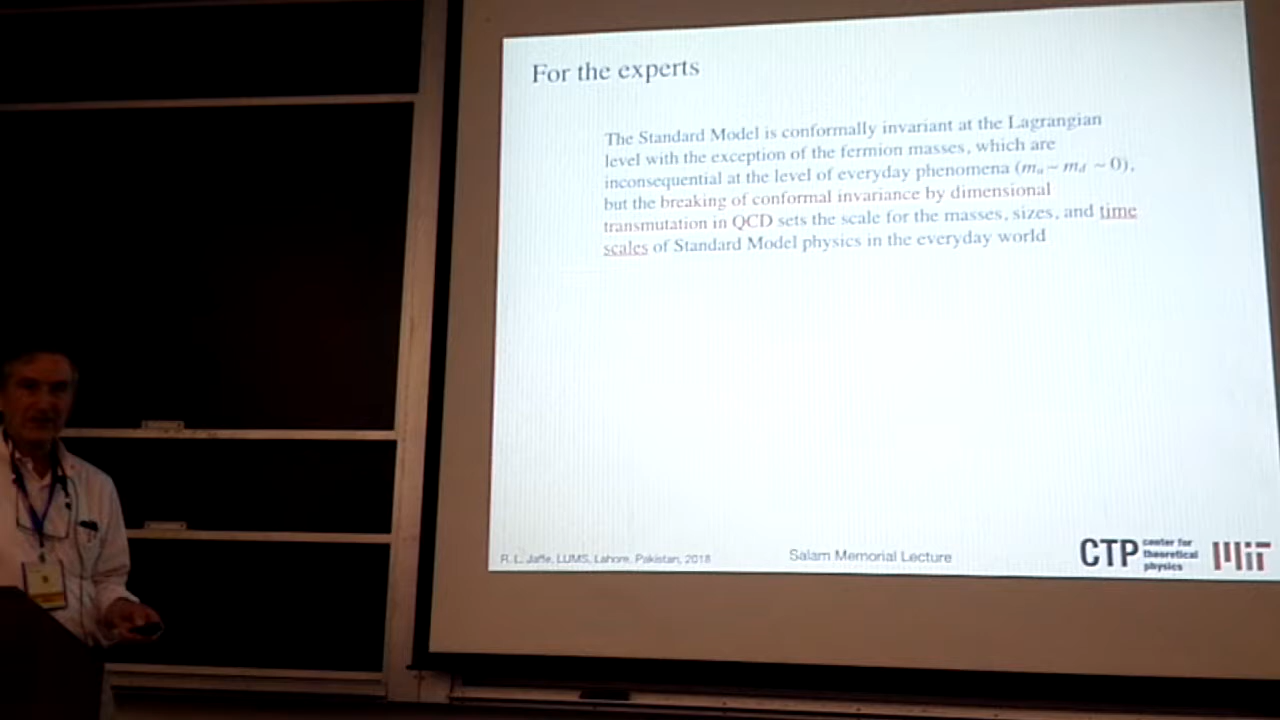 For the experts
The Standard Model is conformally invariant at the Lagrangian
level with the exception of the fermion masses, which are
inconsequential at the level of everyday phenomena (mᵤ ~ m_d ~ 0),
but the breaking of conformal invariance by dimensional
transmutation in QCD sets the scale for the masses, sizes, and time
scales of Standard Model physics in the everyday world
R. L. Jaffe, LUMS, Lahore, Pakistan, 2018
Salam Memorial Lecture
CTP center for
theoretical
physics
MIT